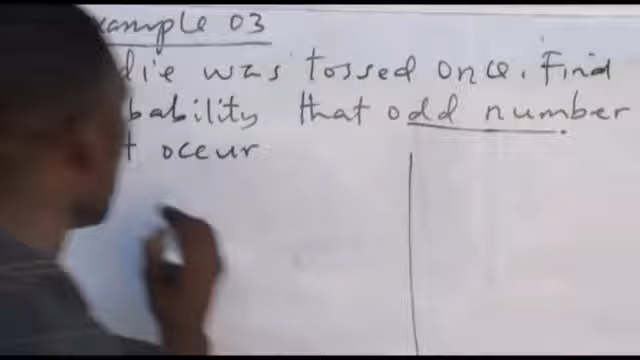 xample 03
die was tossed once. Find
bability that odd number
t occur